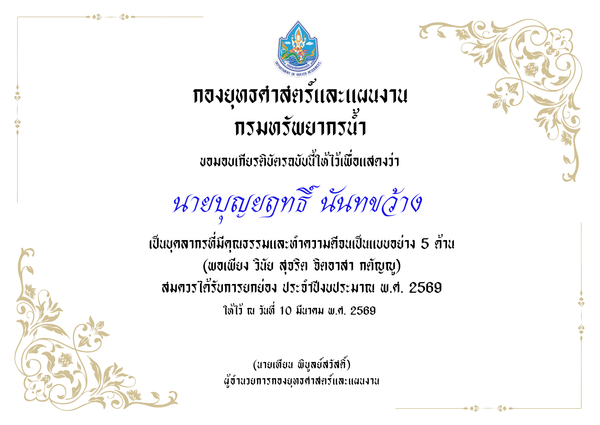 กองยุทธศาสตร์และแผนงาน
กรมทรัพยากรน้ำ
ขอมอบเกียรติบัตรฉบับนี้ให้ไว้เพื่อแสดงว่า
นายบุญยฤทธิ์ นันทขว้าง
เป็นบุคลากรที่มีคุณธรรมและทำความดีจนเป็นแบบอย่าง 5 ด้าน
(พอเพียง วินัย สุจริต จิตอาสา กตัญญู)
สมควรได้รับการยกย่อง ประจำปีงบประมาณ พ.ศ. 2569
ให้ไว้ ณ วันที่ 10 มีนาคม พ.ศ. 2569
(นายเทียน พิบูลย์สวัสดิ์)
ผู้อำนวยการกองยุทธศาสตร์และแผนงาน